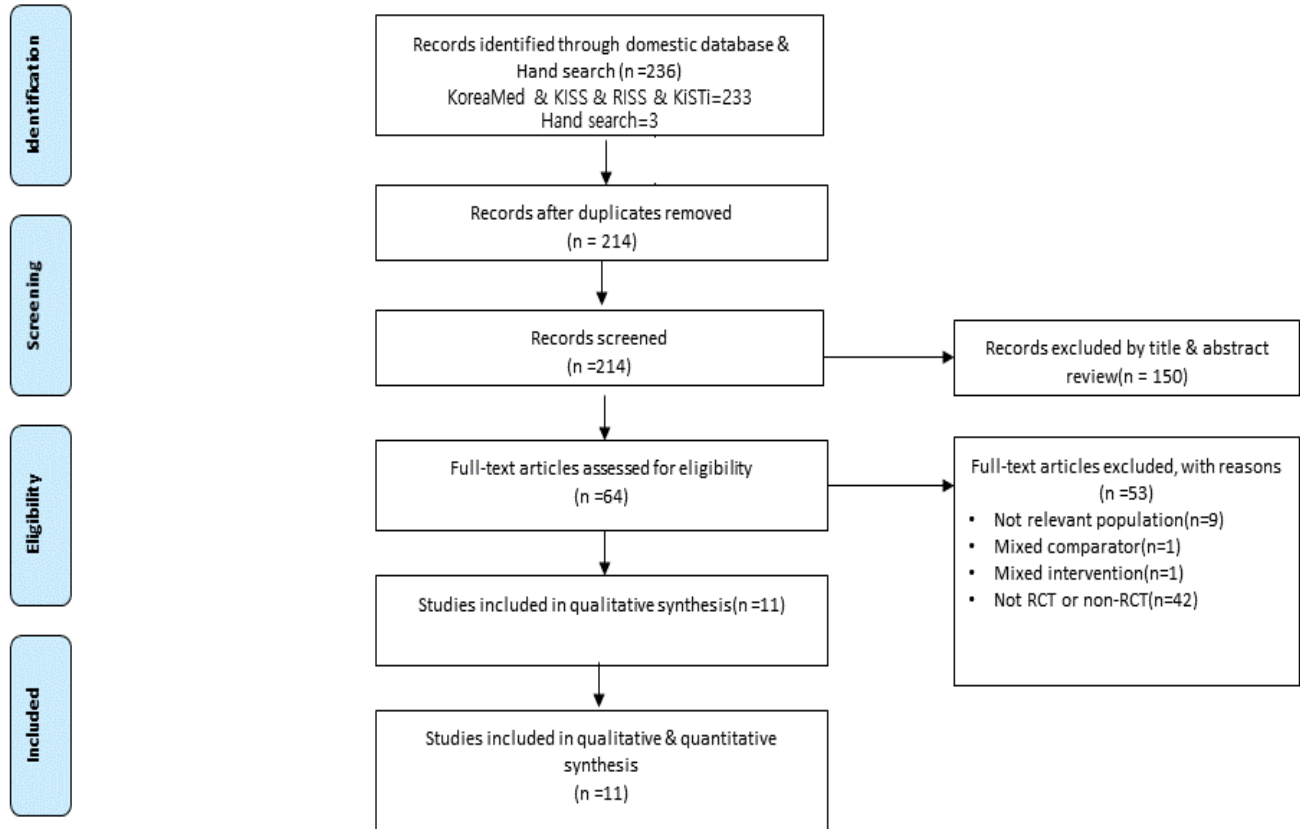 Identification
Records identified through domestic database &
Hand search (n =236)
KoreaMed & KISS & RISS & KiSTi=233
Hand search=3
Records after duplicates removed
(n = 214)
Screening
Records screened
(n =214)
Records excluded by title & abstract
review(n = 150)
Eligibility
Full-text articles assessed for eligibility
(n =64)
Full-text articles excluded, with reasons
(n =53)
• Not relevant population(n=9)
• Mixed comparator(n=1)
• Mixed intervention(n=1)
• Not RCT or non-RCT(n=42)
Studies included in qualitative synthesis(n =11)
Included
Studies included in qualitative & quantitative
synthesis
(n =11)